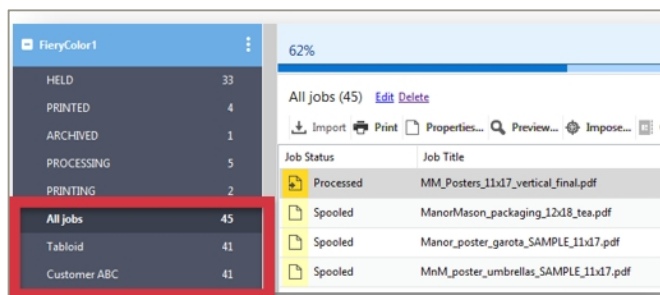 FieryColor1
HELD 33
PRINTED 4
ARCHIVED 1
PROCESSING 5
PRINTING 2
All jobs 45
Tabloid 41
Customer ABC 41
62%
All jobs (45) Edit Delete
Import Print Properties... Preview... Impose...
Job Status Job Title
Processed MM_Posters_11x17_vertical_final.pdf
Spooled ManorMason_packaging_12x18_tea.pdf
Spooled Manor_poster_garota_SAMPLE_11x17.pdf
Spooled MnM_poster_umbrellas_SAMPLE_11x17.pdf